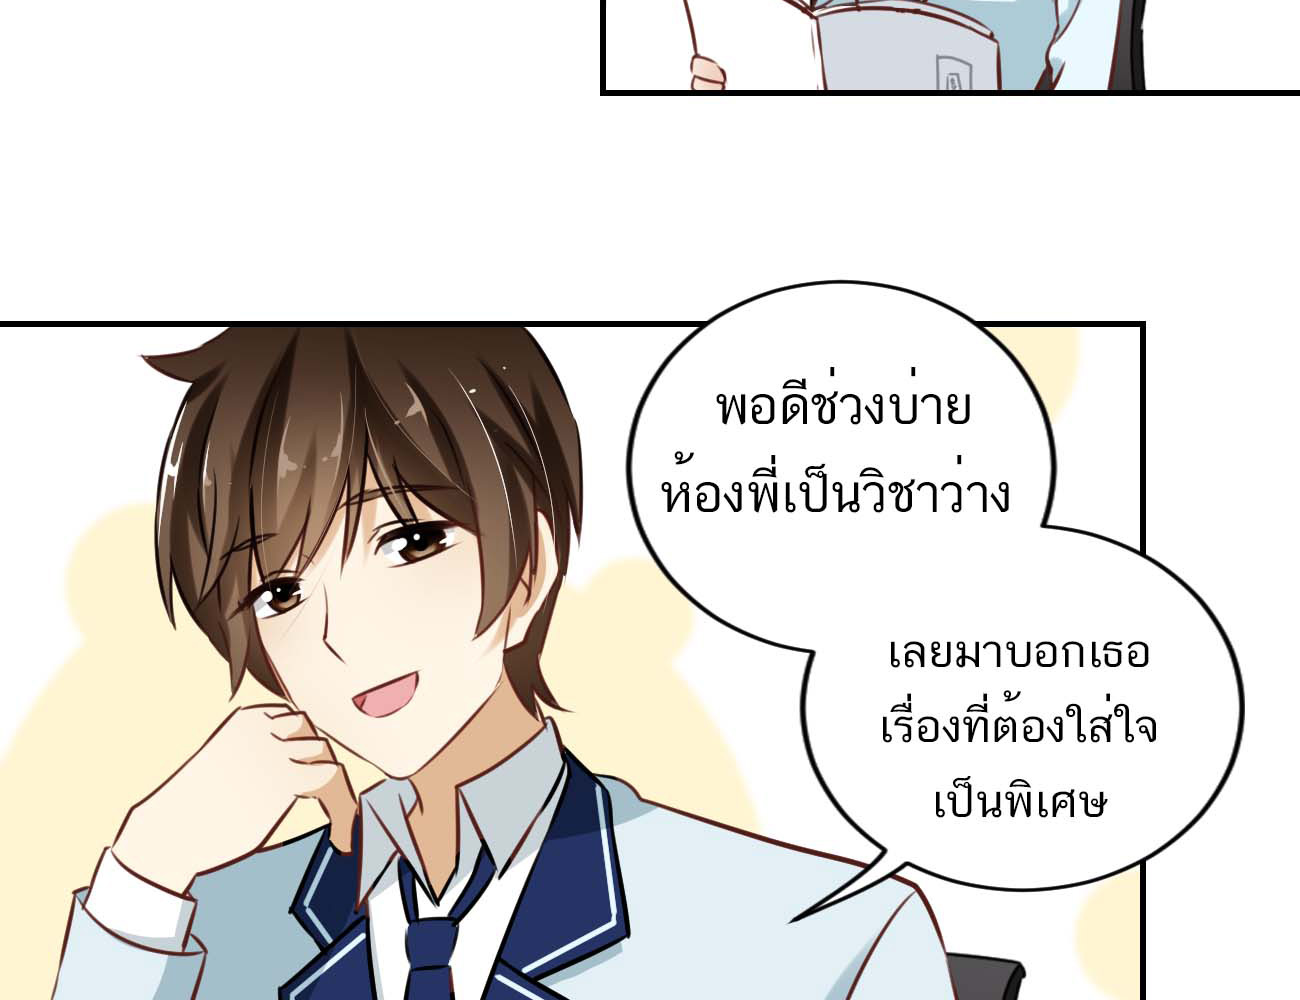 พอดีช่วงบ่าย
ห้องพี่เป็นวิชาว่าง
เลยมาบอกเธอ
เรื่องที่ต้องใส่ใจ
เป็นพิเศษ